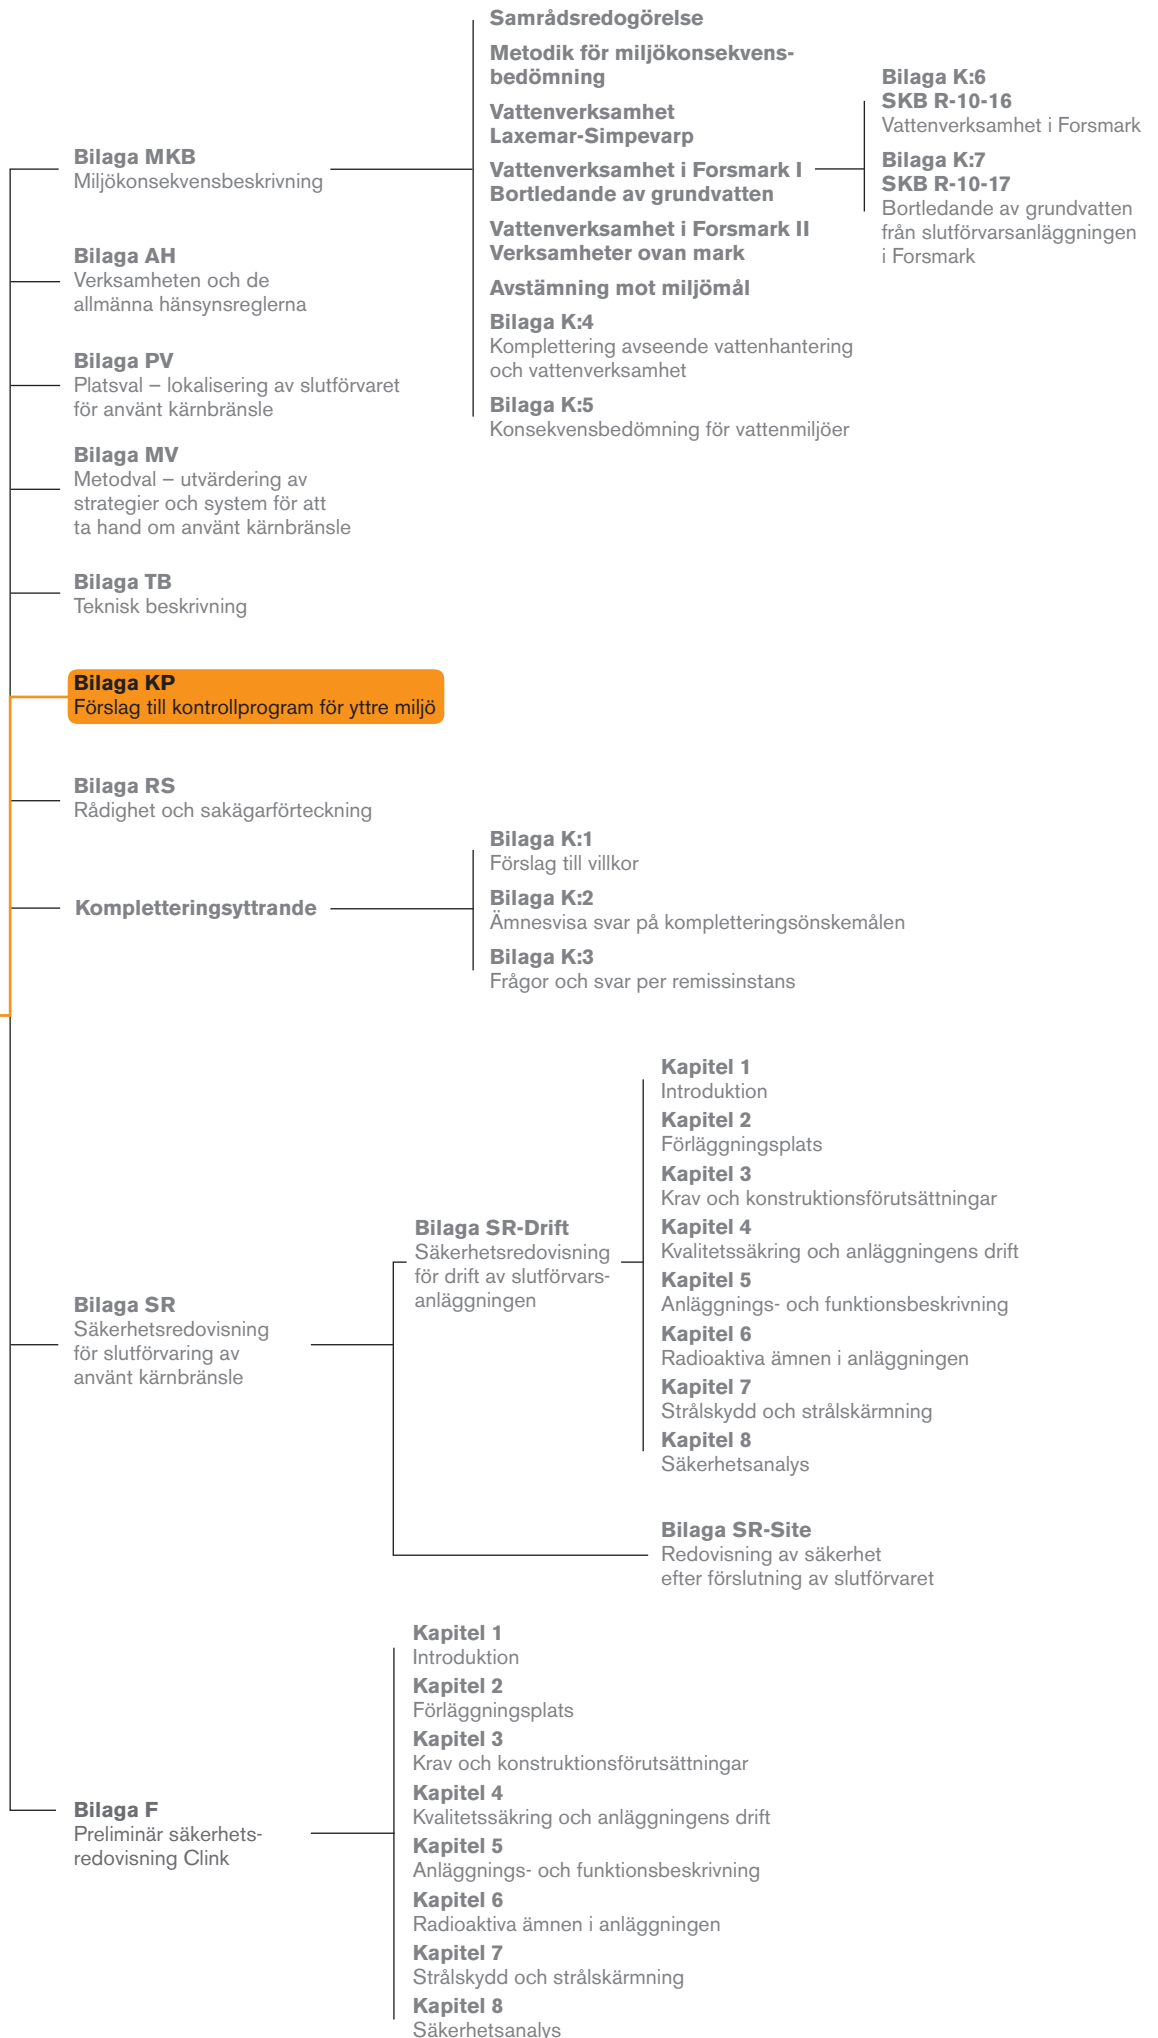 Samrådsredogörelse
Metodik för miljökonsekvens-
bedömning
Vattenverksamhet
Laxemar-Simpevarp
Vattenverksamhet i Forsmark I
Bortledande av grundvatten
Vattenverksamhet i Forsmark II
Verksamheter ovan mark
Avstämning mot miljömål
Bilaga K:4
Komplettering avseende vattenhantering
och vattenverksamhet
Bilaga K:5
Konsekvensbedömning för vattenmiljöer
Bilaga K:6
SKB R-10-16
Vattenverksamhet i Forsmark
Bilaga K:7
SKB R-10-17
Bortledande av grundvatten
från slutförvarsanläggningen
i Forsmark
Bilaga MKB
Miljökonsekvensbeskrivning
Bilaga AH
Verksamheten och de
allmänna hänsynsreglerna
Bilaga PV
Platsval – lokalisering av slutförvaret
för använt kärnbränsle
Bilaga MV
Metodval – utvärdering av
strategier och system för att
ta hand om använt kärnbränsle
Bilaga TB
Teknisk beskrivning
Bilaga KP
Förslag till kontrollprogram för yttre miljö
Bilaga RS
Rådighet och sakägarförteckning
Kompletteringsyttrande
Bilaga K:1
Förslag till villkor
Bilaga K:2
Ämnesvisa svar på kompletteringsönskemålen
Bilaga K:3
Frågor och svar per remissinstans
Bilaga SR
Säkerhetsredovisning
för slutförvaring av
använt kärnbränsle
Bilaga SR-Drift
Säkerhetsredovisning
för drift av slutförvars-
anläggningen
Kapitel 1
Introduktion
Kapitel 2
Förläggningsplats
Kapitel 3
Krav och konstruktionsförutsättningar
Kapitel 4
Kvalitetssäkring och anläggningens drift
Kapitel 5
Anläggnings- och funktionsbeskrivning
Kapitel 6
Radioaktiva ämnen i anläggningen
Kapitel 7
Strålskydd och strålskärmning
Kapitel 8
Säkerhetsanalys
Bilaga SR-Site
Redovisning av säkerhet
efter förslutning av slutförvaret
Bilaga F
Preliminär säkerhets-
redovisning Clink
Kapitel 1
Introduktion
Kapitel 2
Förläggningsplats
Kapitel 3
Krav och konstruktionsförutsättningar
Kapitel 4
Kvalitetssäkring och anläggningens drift
Kapitel 5
Anläggnings- och funktionsbeskrivning
Kapitel 6
Radioaktiva ämnen i anläggningen
Kapitel 7
Strålskydd och strålskärmning
Kapitel 8
Säkerhetsanalys